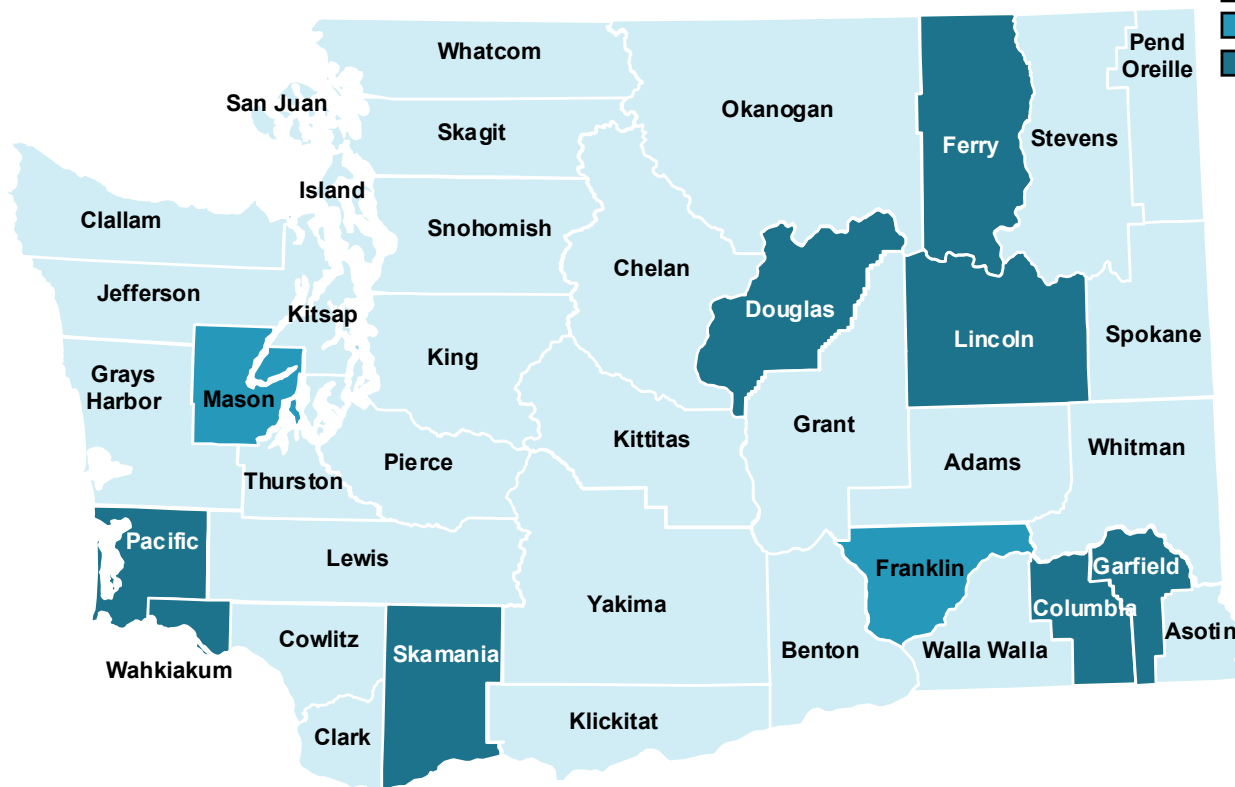 Whatcom
Pend
Oreille
San Juan
Okanogan
Skagit
Ferry
Stevens
Island
Clallam
Snohomish
Chelan
Jefferson
Kitsap
Douglas
Lincoln
Spokane
King
Grays
Harbor
Mason
Grant
Kittitas
Whitman
Pierce
Adams
Thurston
Pacific
Lewis
Franklin
Garfield
Yakima
Columbia
Cowlitz
Skamania
Benton
Walla Walla
Asotin
Wahkiakum
Klickitat
Clark